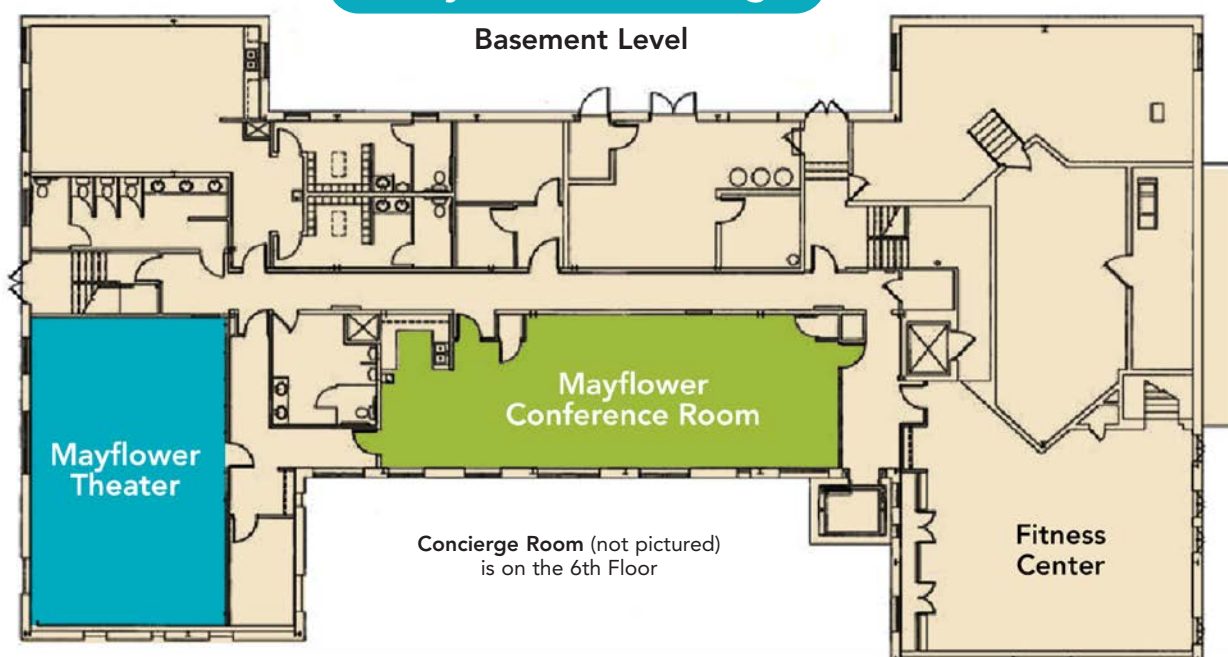 Basement Level
Mayflower
Conference Room
Mayflower
Theater
Concierge Room (not pictured)
is on the 6th Floor
Fitness
Center